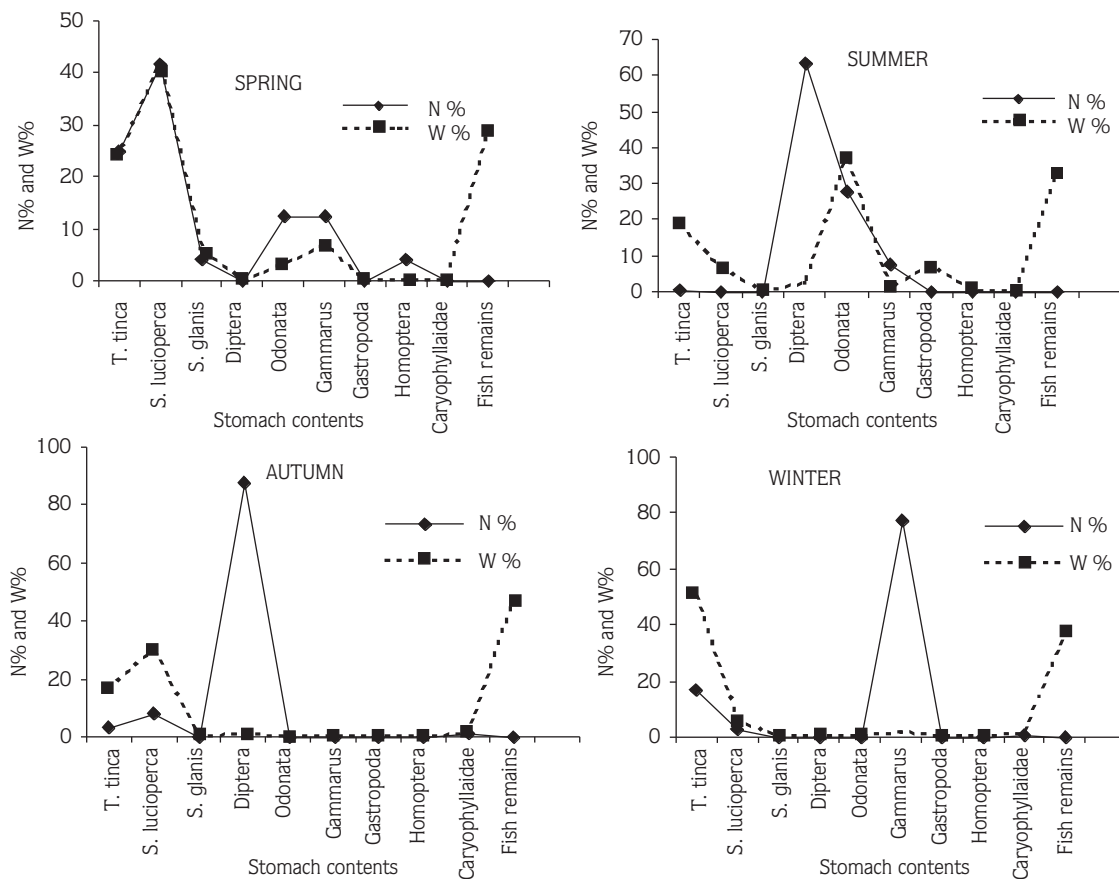 SPRING
N %
W %
N% and W%
50
40
30
20
10
0
T. tinca
S. lucioperca
S. glanis
Diptera
Odonata
Gammarus
Gastropoda
Homoptera
Caryophyllaidae
Fish remains
Stomach contents
SUMMER
N %
W %
N% and W%
70
60
50
40
30
20
10
0
T. tinca
S. lucioperca
S. glanis
Diptera
Odonata
Gammarus
Gastropoda
Homoptera
Caryophyllaidae
Fish remains
Stomach contents
AUTUMN
N %
W %
N% and W%
100
80
60
40
20
0
T. tinca
S. lucioperca
S. glanis
Diptera
Odonata
Gammarus
Gastropoda
Homoptera
Caryophyllaidae
Fish remains
Stomach contents
WINTER
N %
W %
N% and W%
100
80
60
40
20
0
T. tinca
S. lucioperca
S. glanis
Diptera
Odonata
Gammarus
Gastropoda
Homoptera
Caryophyllaidae
Fish remains
Stomach contents